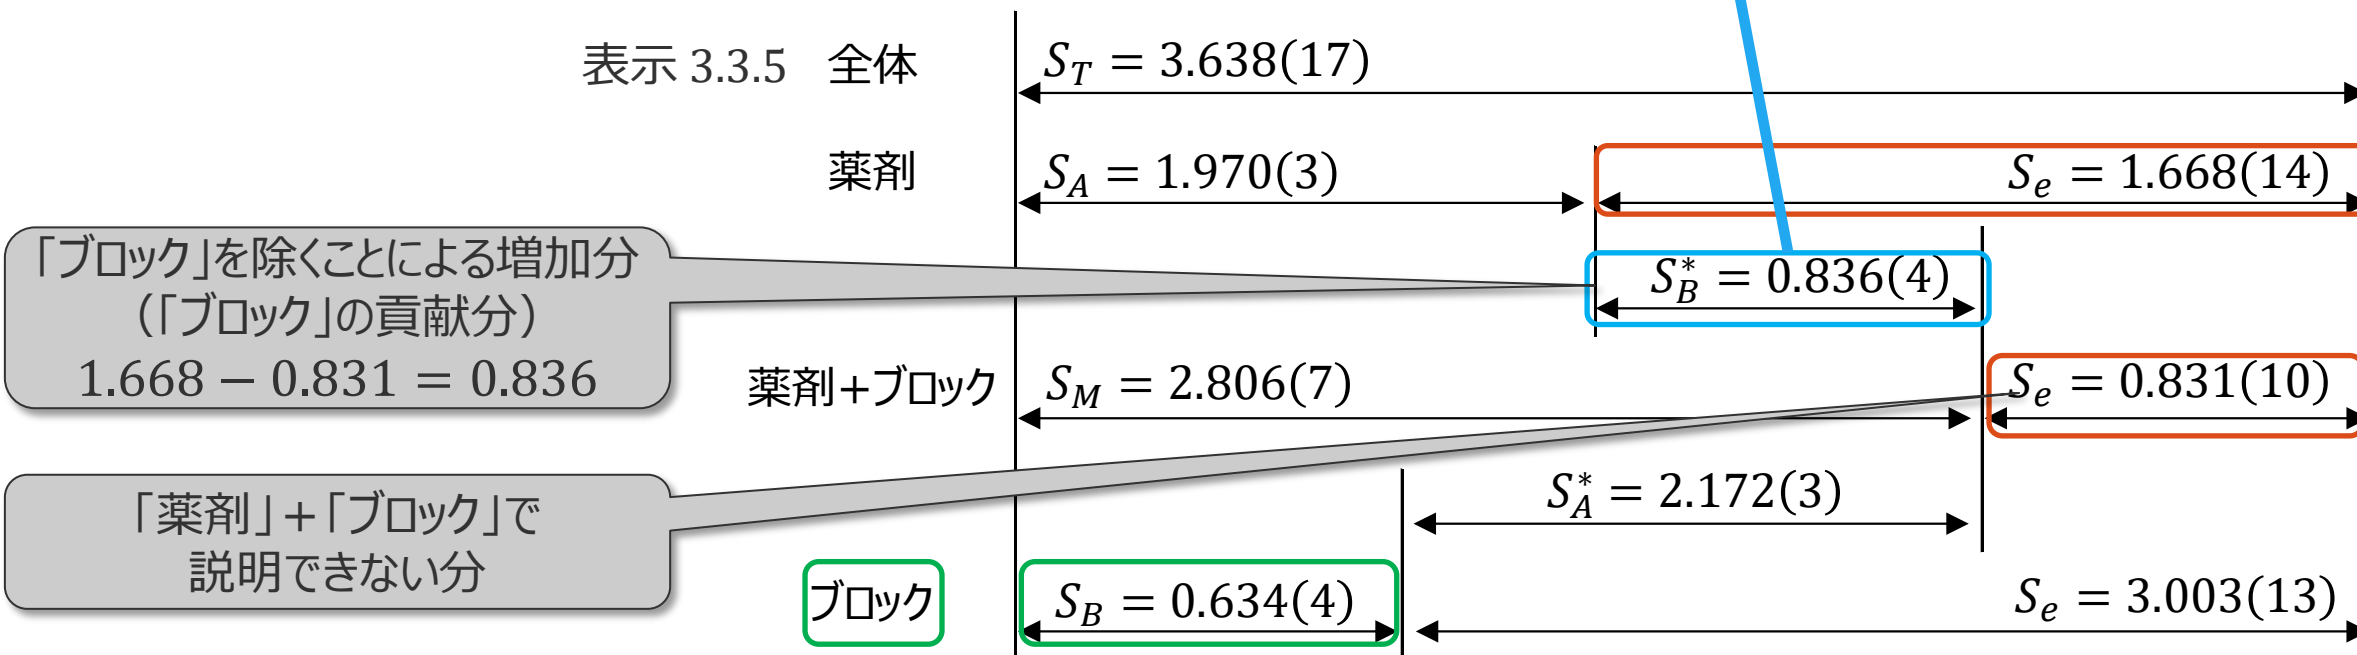 表示 3.3.5 全体 S_T = 3.638(17)
薬剤 S_A = 1.970(3) S_e = 1.668(14)
「ブロック」を除くことによる増加分
（「ブロック」の貢献分）
1.668 − 0.831 = 0.836
S_B^* = 0.836(4)
薬剤+ブロック S_M = 2.806(7) S_e = 0.831(10)
「薬剤」+「ブロック」で
説明できない分
S_A^* = 2.172(3)
ブロック S_B = 0.634(4) S_e = 3.003(13)